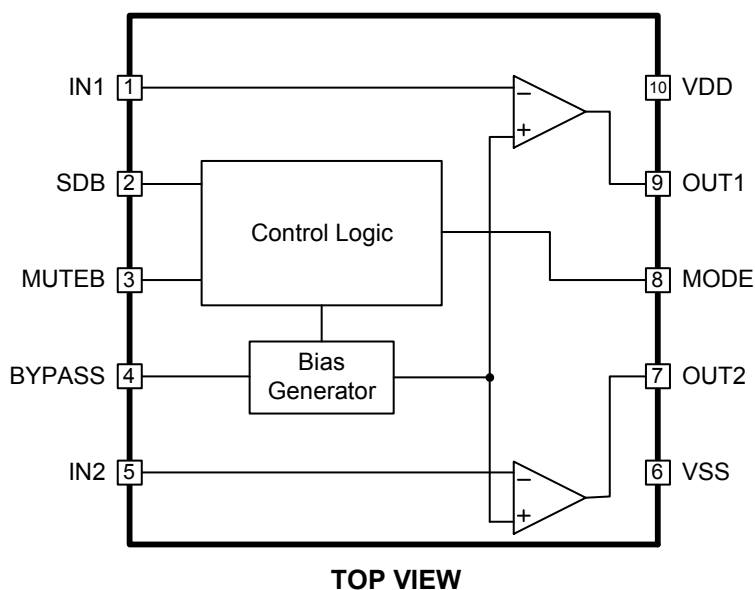 IN1 1
10 VDD
SDB 2
9 OUT1
Control Logic
MUTEB 3
8 MODE
BYPASS 4
Bias
Generator
7 OUT2
IN2 5
6 VSS
−
+
−
+
TOP VIEW